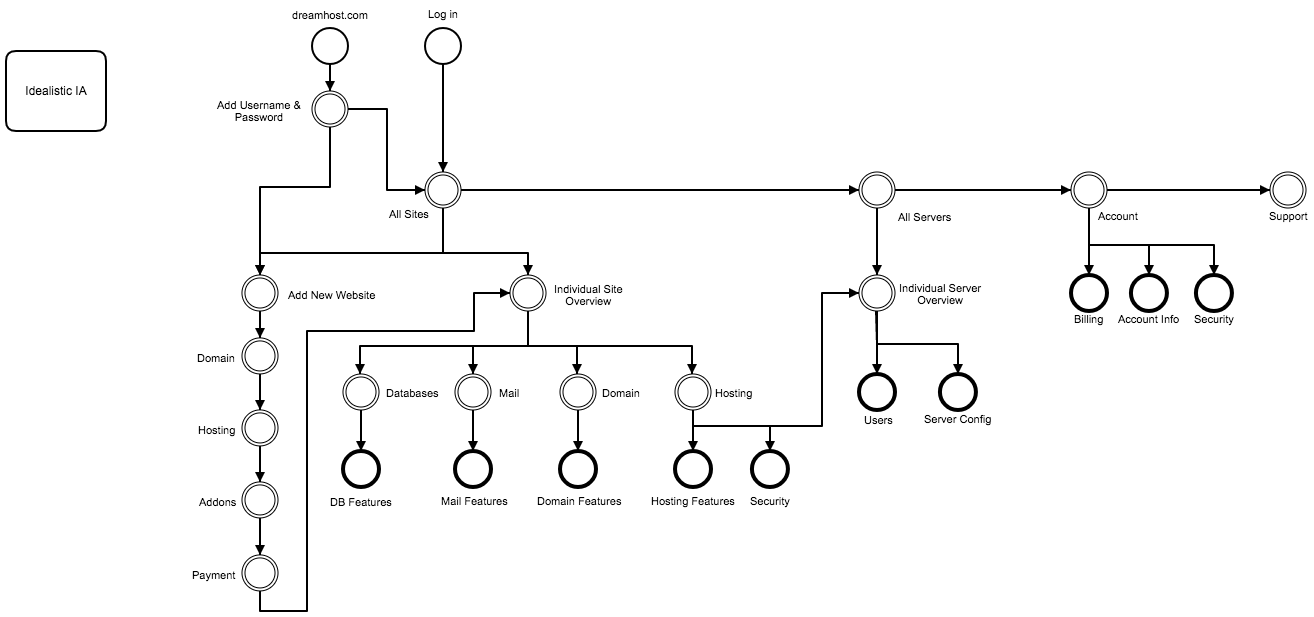 dreamhost.com
Log in
Idealistic IA
Add Username &
Password
All Sites
All Servers
Account
Support
Add New Website
Individual Site
Overview
Individual Server
Overview
Billing
Account Info
Security
Domain
Databases
Mail
Domain
Hosting
Users
Server Config
Hosting
Addons
DB Features
Mail Features
Domain Features
Hosting Features
Security
Payment